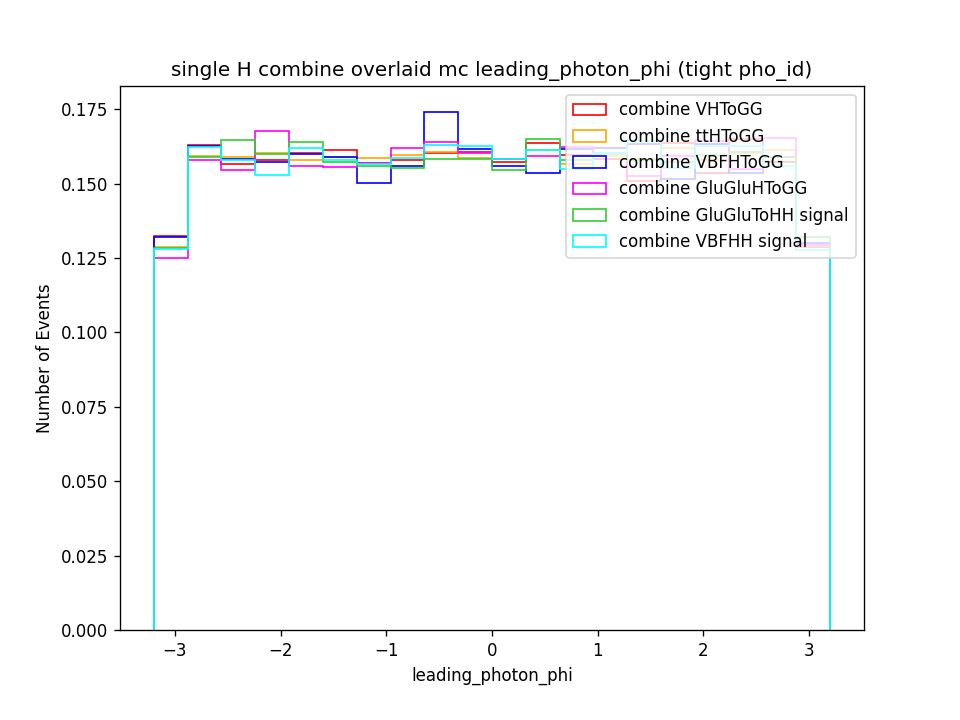 single H combine overlaid mc leading_photon_phi (tight pho_id)
0.175
0.150
0.125
0.100
0.075
0.050
0.025
0.000
Number of Events
combine VHToGG
combine ttHToGG
combine VBFHToGG
combine GluGluHToGG
combine GluGluToHH signal
combine VBFHH signal
−3 −2 −1 0 1 2 3
leading_photon_phi